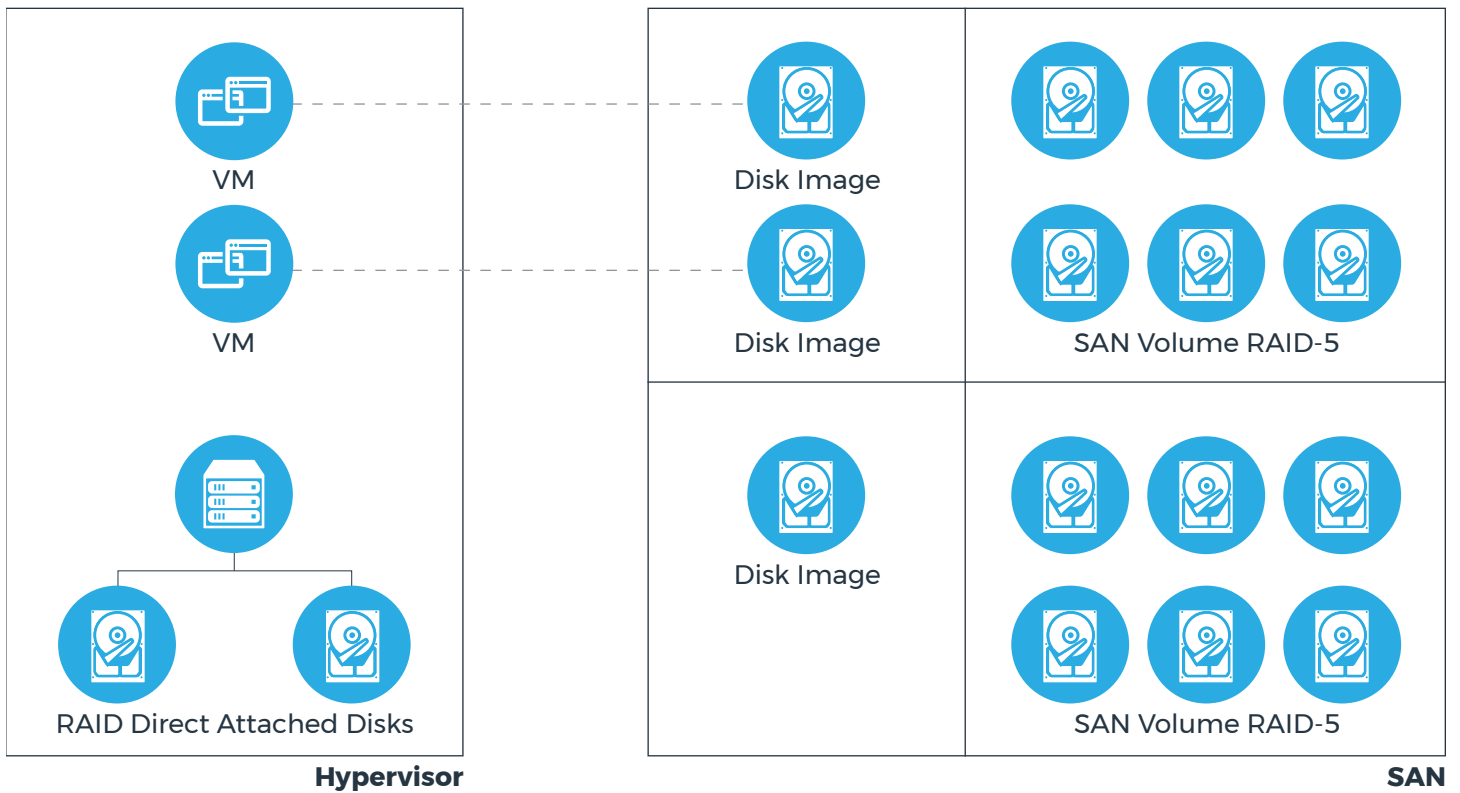 VM
Disk Image
VM
Disk Image
SAN Volume RAID-5
Disk Image
RAID Direct Attached Disks
SAN Volume RAID-5
Hypervisor
SAN